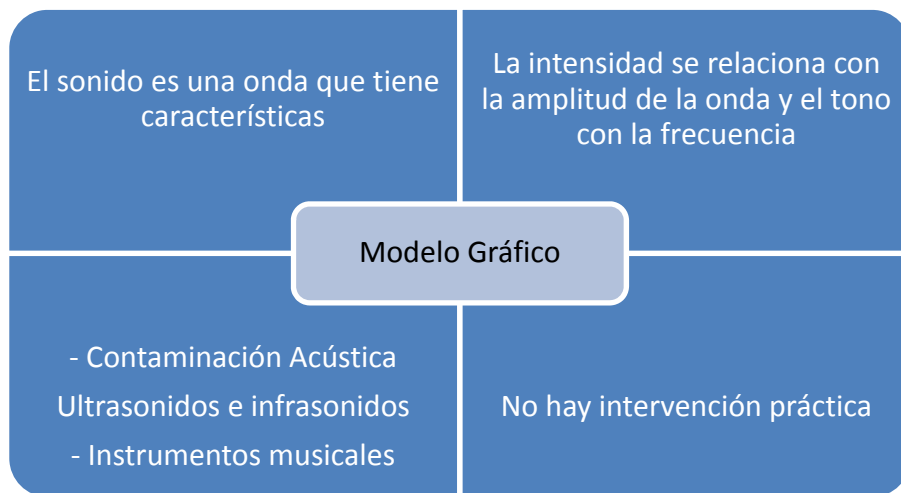 El sonido es una onda que tiene
características
La intensidad se relaciona con
la amplitud de la onda y el tono
con la frecuencia
Modelo Gráfico
- Contaminación Acústica
Ultrasonidos e infrasonidos
- Instrumentos musicales
No hay intervención práctica